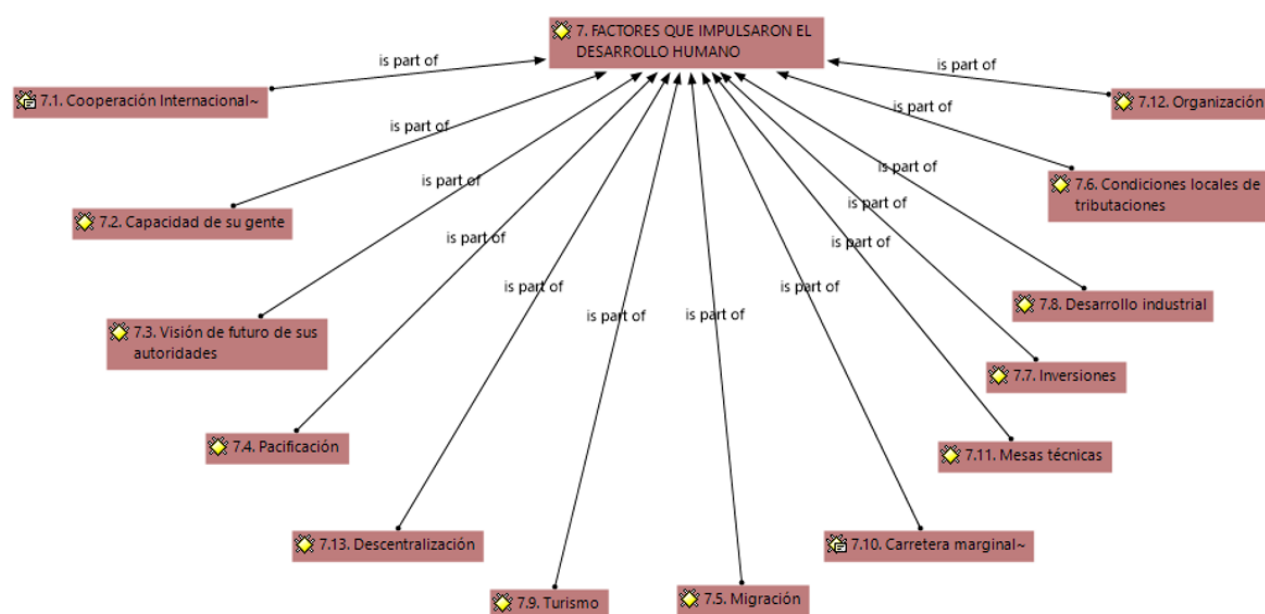 7. FACTORES QUE IMPULSARON EL
DESARROLLO HUMANO
is part of
is part of
7.1. Cooperación Internacional~
7.12. Organización
is part of
is part of
is part of
7.6. Condiciones locales de
tributaciones
is part of
is part of
7.2. Capacidad de su gente
is part of
is part of
is part of
is part of
is part of
is part of
7.8. Desarrollo industrial
7.3. Visión de futuro de sus
autoridades
7.7. Inversiones
7.4. Pacificación
7.11. Mesas técnicas
7.13. Descentralización
7.10. Carretera marginal~
7.9. Turismo
7.5. Migración